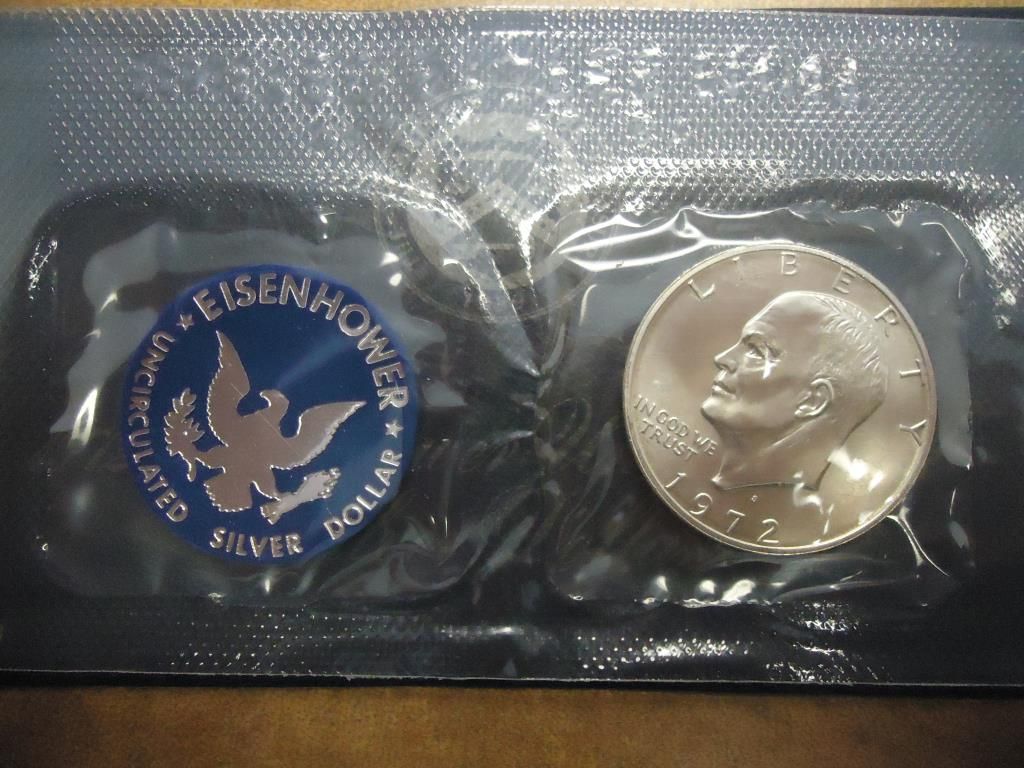 ★ EISENHOWER ★
UNCIRCULATED SILVER DOLLAR
LIBERTY
IN GOD WE
TRUST
1972